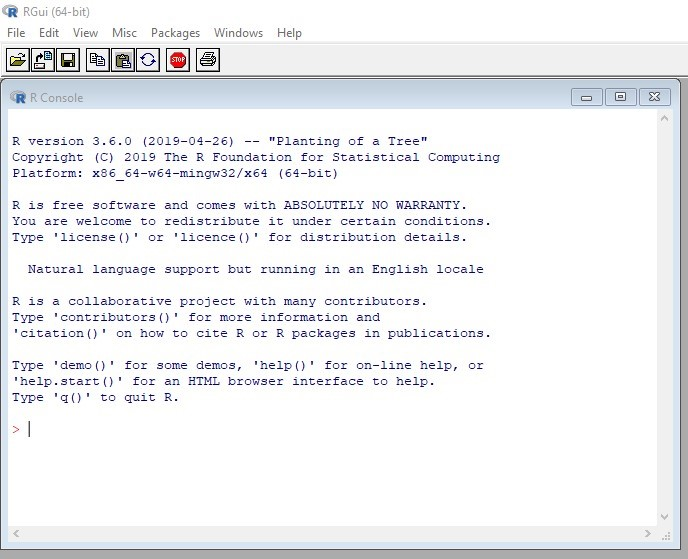 RGui (64-bit)
File Edit View Misc Packages Windows Help
STOP
R Console
R version 3.6.0 (2019-04-26) -- "Planting of a Tree"
Copyright (C) 2019 The R Foundation for Statistical Computing
Platform: x86_64-w64-mingw32/x64 (64-bit)
R is free software and comes with ABSOLUTELY NO WARRANTY.
You are welcome to redistribute it under certain conditions.
Type 'license()' or 'licence()' for distribution details.
Natural language support but running in an English locale
R is a collaborative project with many contributors.
Type 'contributors()' for more information and
'citation()' on how to cite R or R packages in publications.
Type 'demo()' for some demos, 'help()' for on-line help, or
'help.start()' for an HTML browser interface to help.
Type 'q()' to quit R.
>